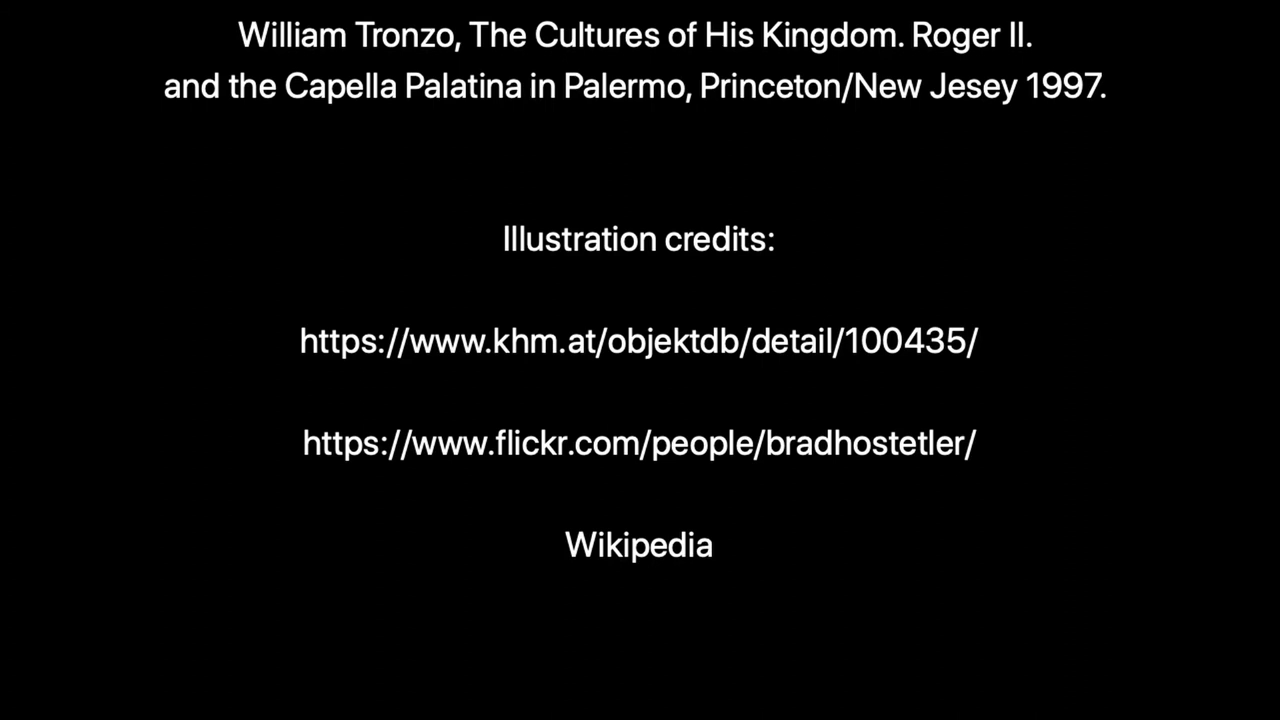 William Tronzo, The Cultures of His Kingdom. Roger II.
and the Capella Palatina in Palermo, Princeton/New Jesey 1997.
Illustration credits:
https://www.khm.at/objektdb/detail/100435/
https://www.flickr.com/people/bradhostetler/
Wikipedia